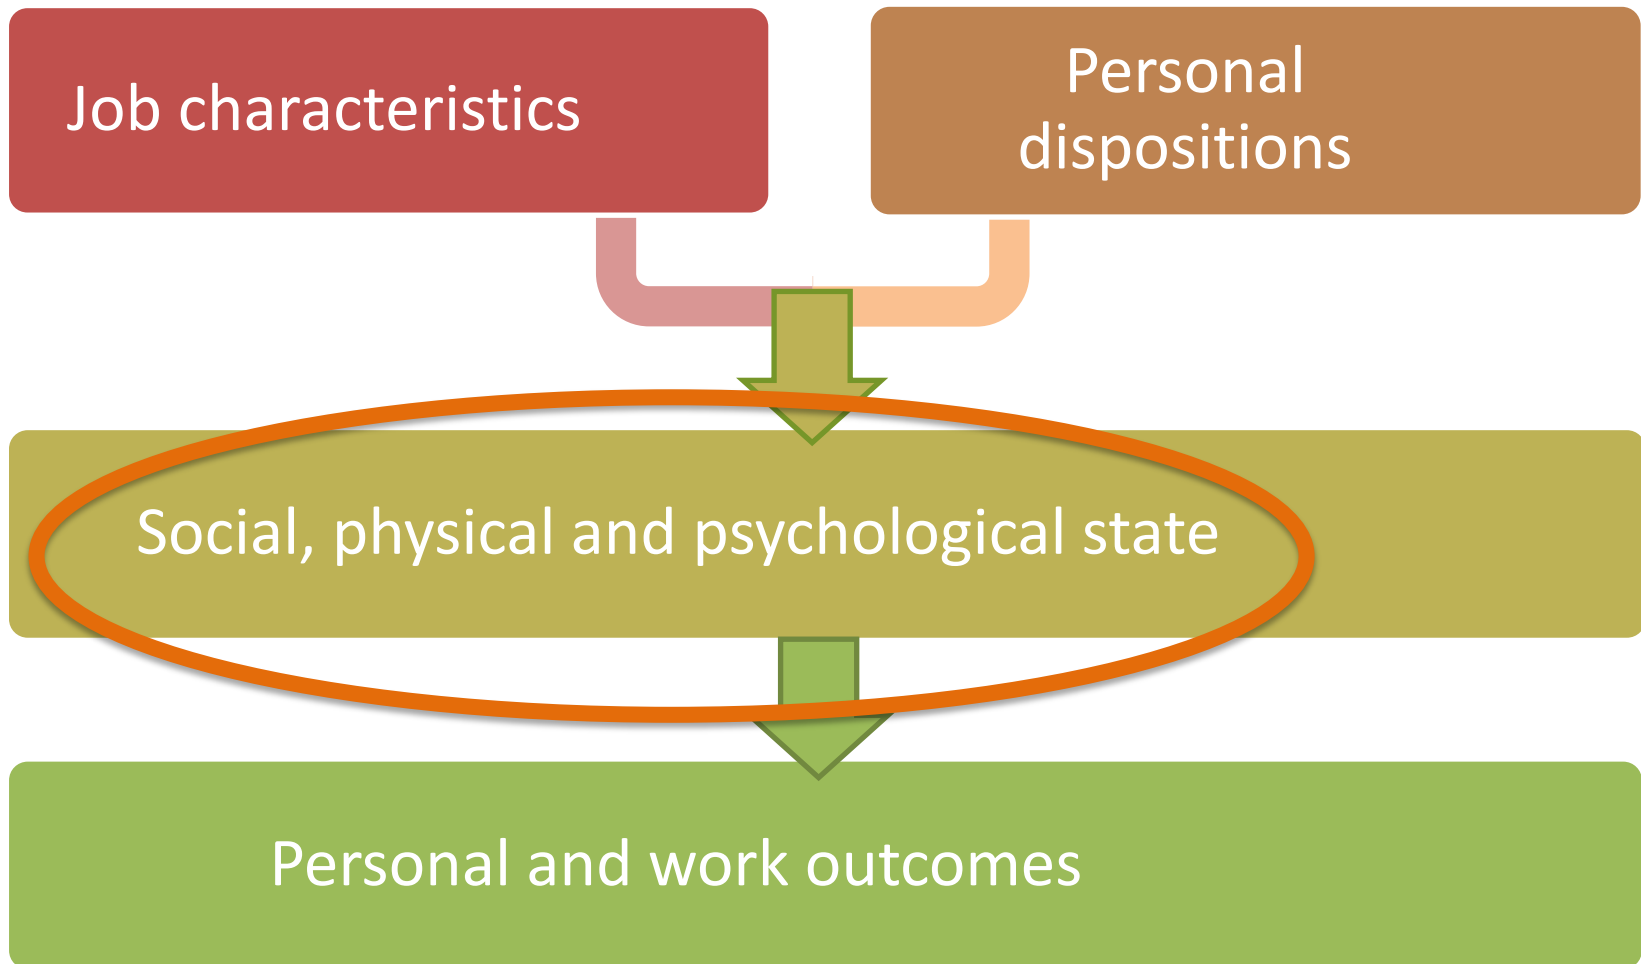 Job characteristics
Personal
dispositions
Social, physical and psychological state
Personal and work outcomes